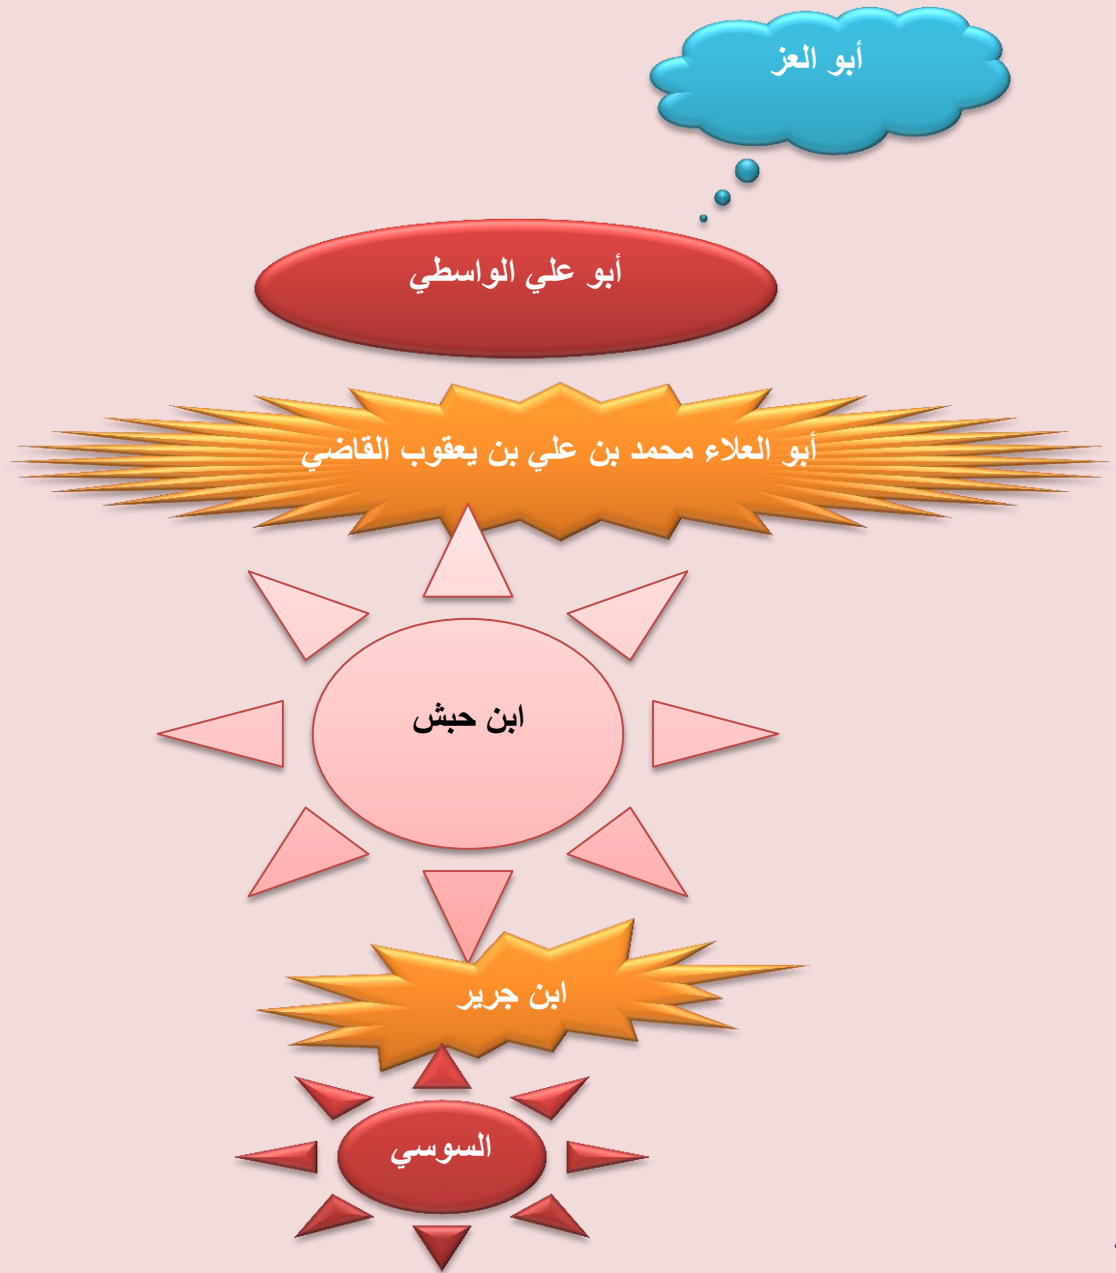 أبو العز
أبو علي الواسطي
أبو العلاء محمد بن علي بن يعقوب القاضي
ابن حبش
ابن جرير
السوسي